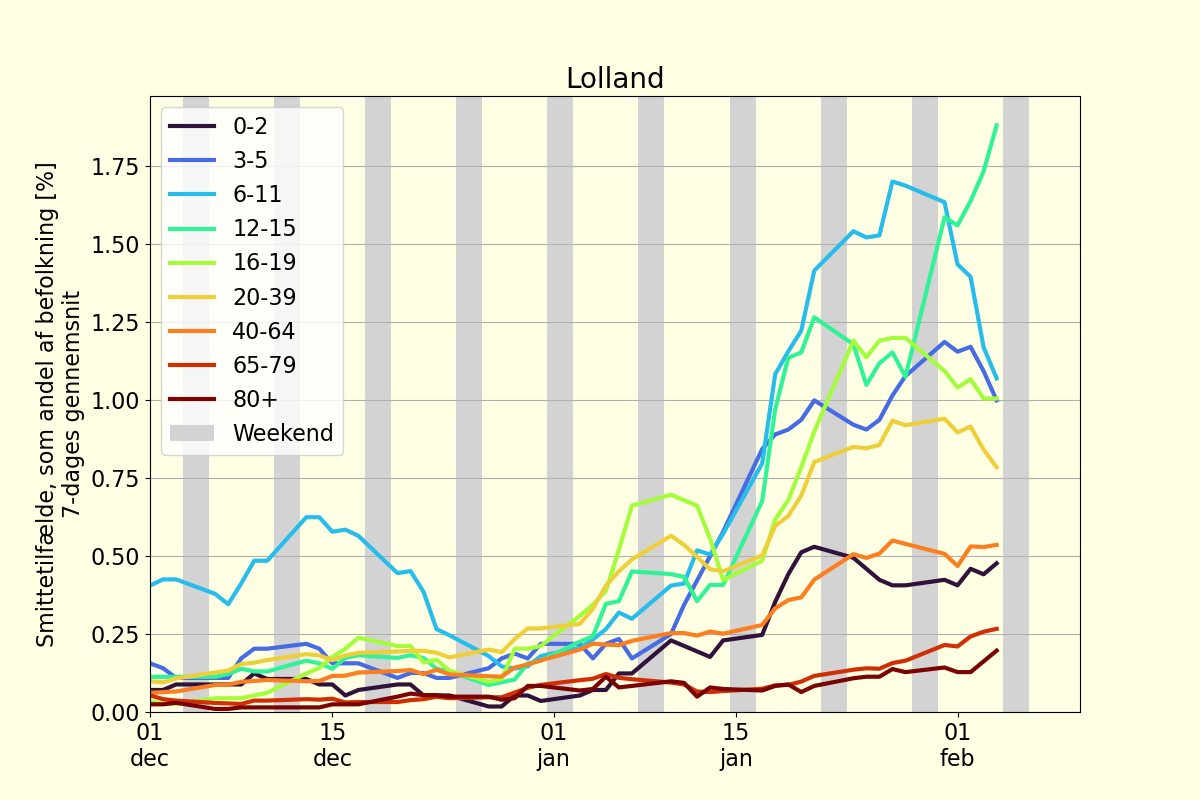 Lolland
Smittetilfælde, som andel af befolkning [%]
7-dages gennemsnit
1.75
1.50
1.25
1.00
0.75
0.50
0.25
0.00
0-2
3-5
6-11
12-15
16-19
20-39
40-64
65-79
80+
Weekend
01 15 01 15 01
dec dec jan jan feb